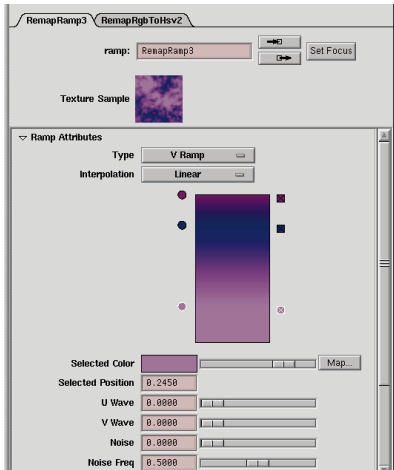 RemapRamp3 RemapRgbToHsv2
ramp: RemapRamp3 Set Focus
Texture Sample
Ramp Attributes
Type V Ramp
Interpolation Linear
Selected Color Map...
Selected Position 0.2450
U Wave 0.0000
V Wave 0.0000
Noise 0.0000
Noise Freq 0.5000